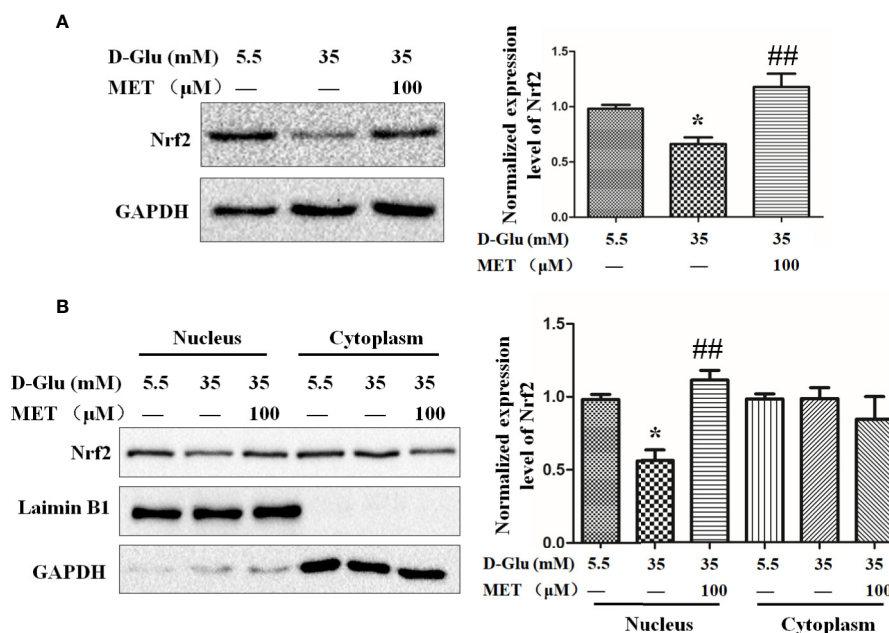 A
D-Glu (mM) 5.5 35 35
MET (μM) — — 100
Nrf2
GAPDH
Normalized expression
level of Nrf2
1.5
1.0
0.5
0.0
* ##
D-Glu (mM) 5.5 35 35
MET (μM) — — 100
B
Nucleus Cytoplasm
D-Glu (mM) 5.5 35 35 5.5 35 35
MET (μM) — — 100 — — 100
Nrf2
Laimin B1
GAPDH
Normalized expression
level of Nrf2
1.5
1.0
0.5
0.0
* ##
D-Glu (mM) 5.5 35 35 5.5 35 35
MET (μM) — — 100 — — 100
Nucleus Cytoplasm